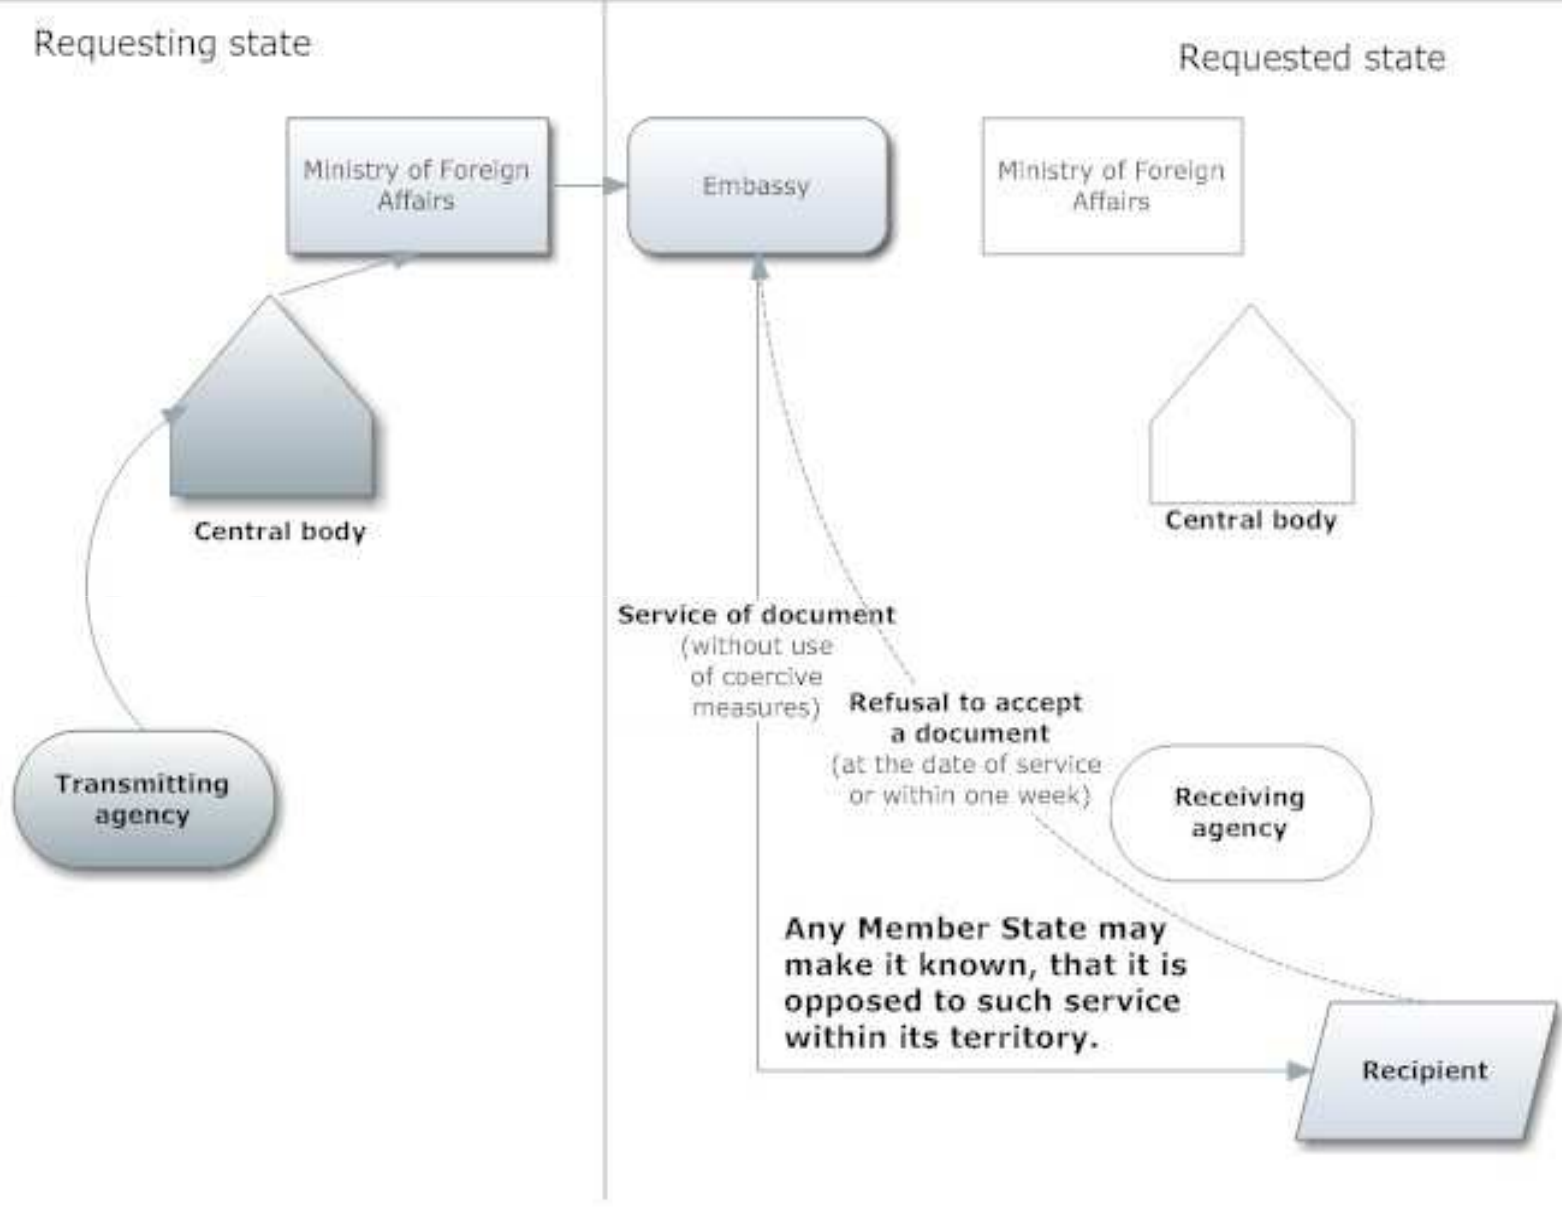 Requesting state
Requested state
Ministry of Foreign
Affairs
Embassy
Ministry of Foreign
Affairs
Central body
Central body
Service of document
(without use
of coercive
measures)
Refusal to accept
a document
(at the date of service
or within one week)
Transmitting
agency
Receiving
agency
Any Member State may
make it known, that it is
opposed to such service
within its territory.
Recipient